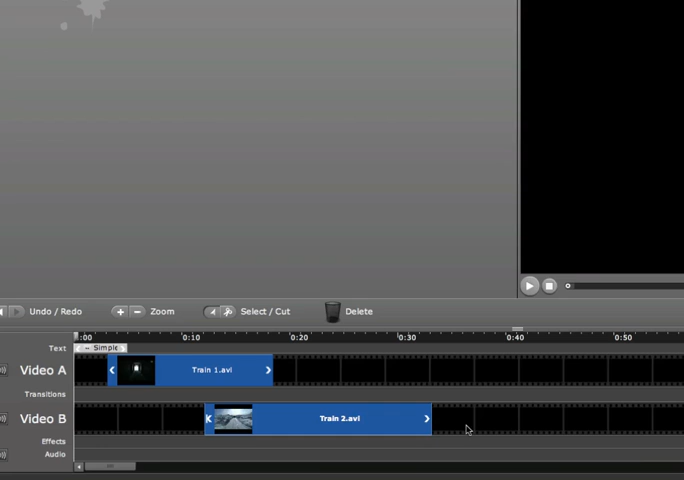 Undo / Redo Zoom Select / Cut Delete
:00 0:10 0:20 0:30 0:40 0:50
Text -- Simple
Video A Train 1.avi
Transitions
Video B Train 2.avi
Effects
Audio